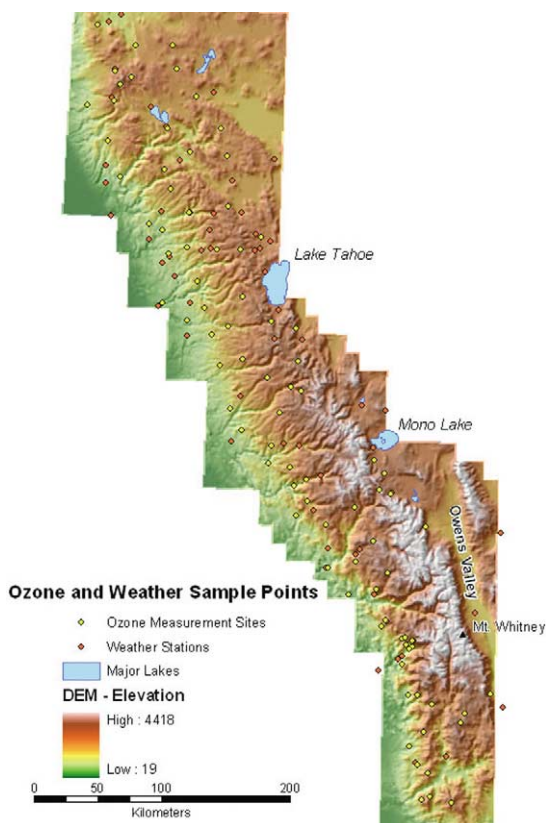 Lake Tahoe
Mono Lake
Owens Valley
Mt. Whitney
Ozone and Weather Sample Points
Ozone Measurement Sites
Weather Stations
Major Lakes
DEM - Elevation
High : 4418
Low : 19
0 50 100 200
Kilometers